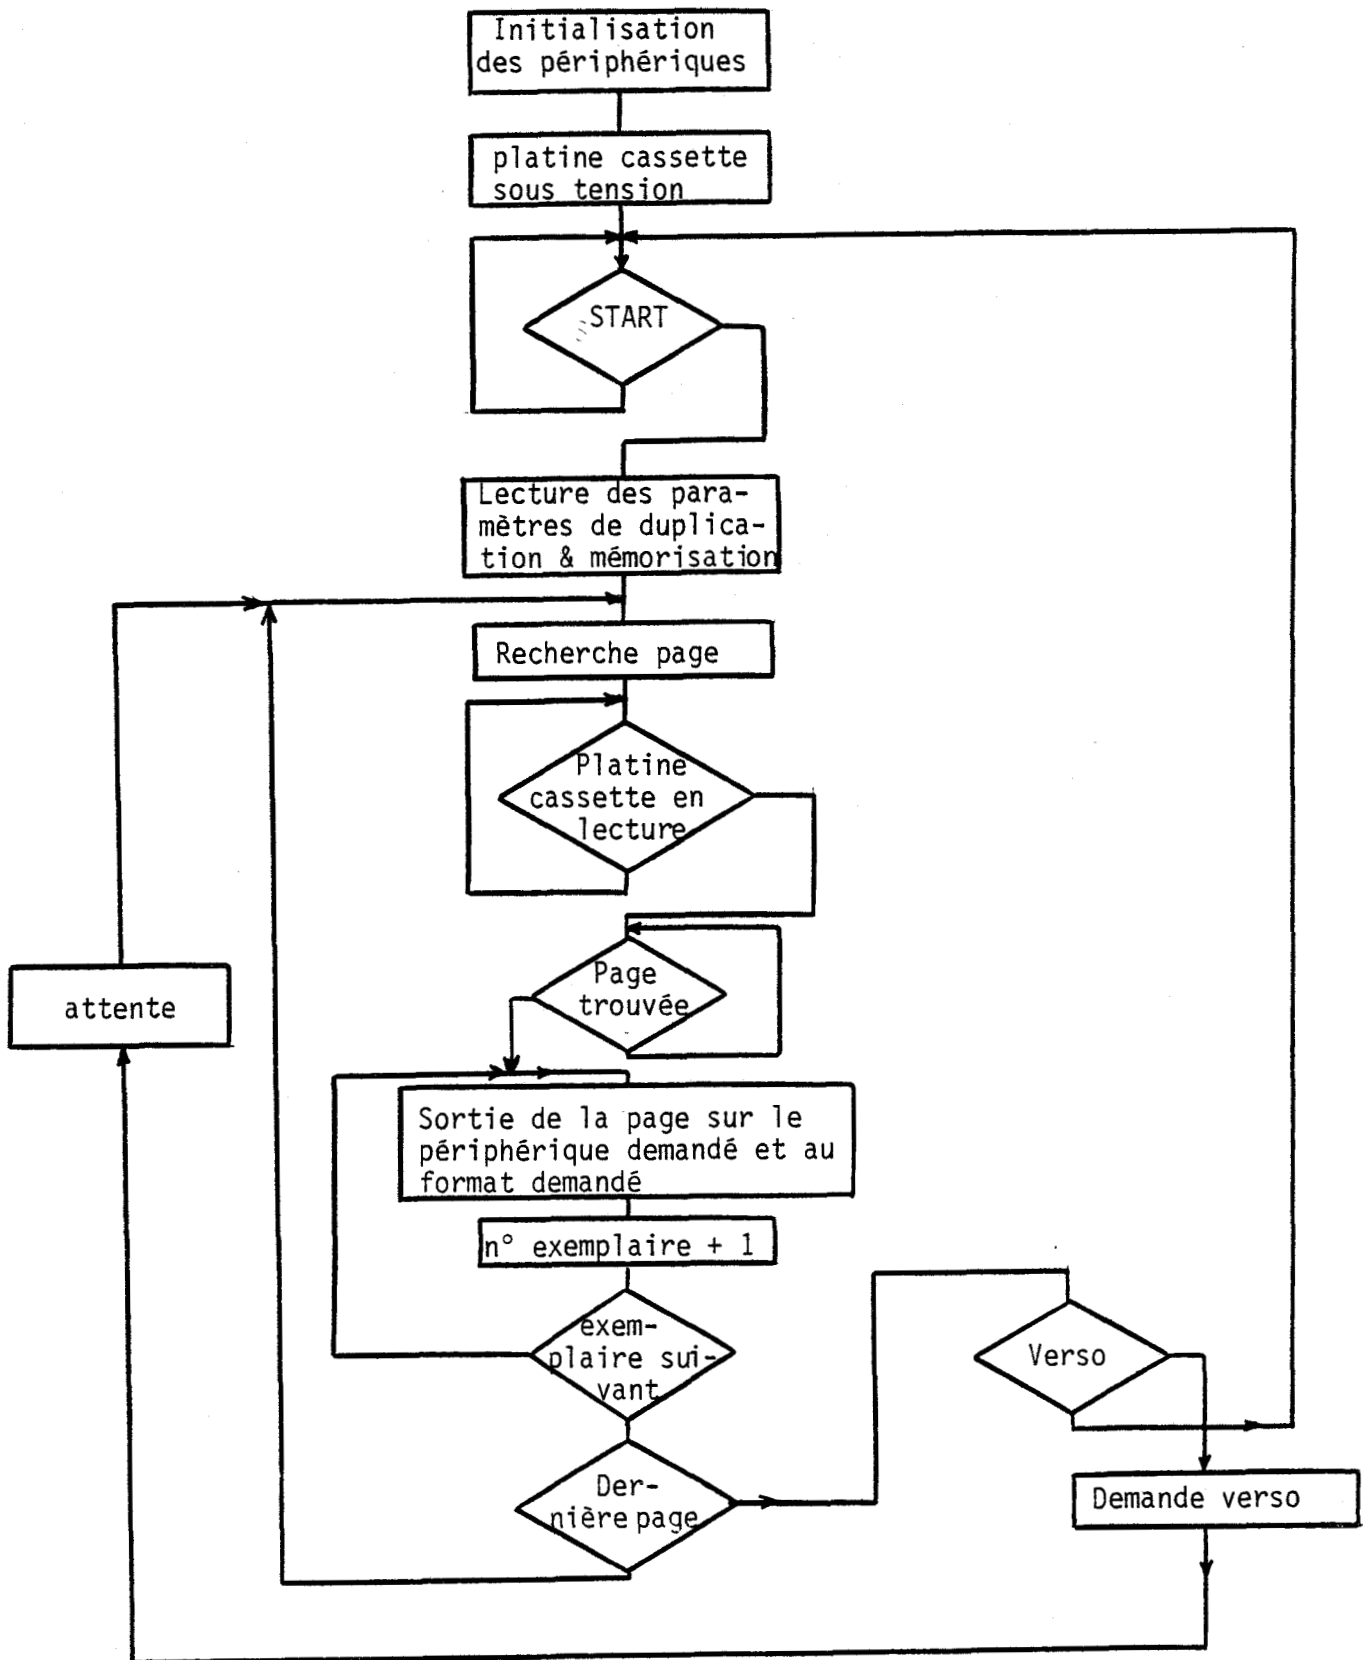 Initialisation
des périphériques
platine cassette
sous tension
START
Lecture des para-
mètres de duplica-
tion & mémorisation
Recherche page
Platine
cassette en
lecture
Page
trouvée
attente
Sortie de la page sur le
périphérique demandé et au
format demandé
n° exemplaire + 1
exem-
plaire sui-
vant
Verso
Der-
nière page
Demande verso